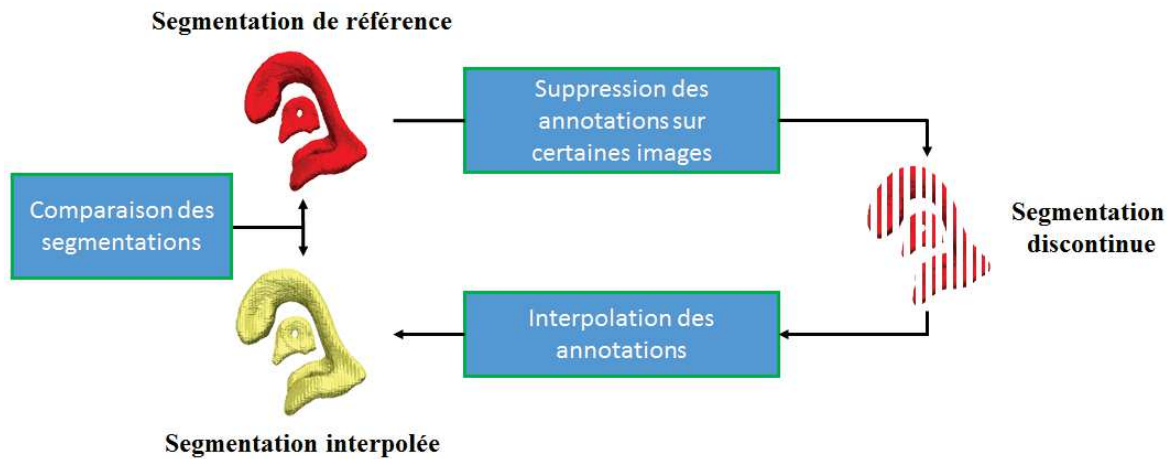 Segmentation de référence
Suppression des
annotations sur
certaines images
Comparaison des
segmentations
Segmentation
discontinue
Interpolation des
annotations
Segmentation interpolée